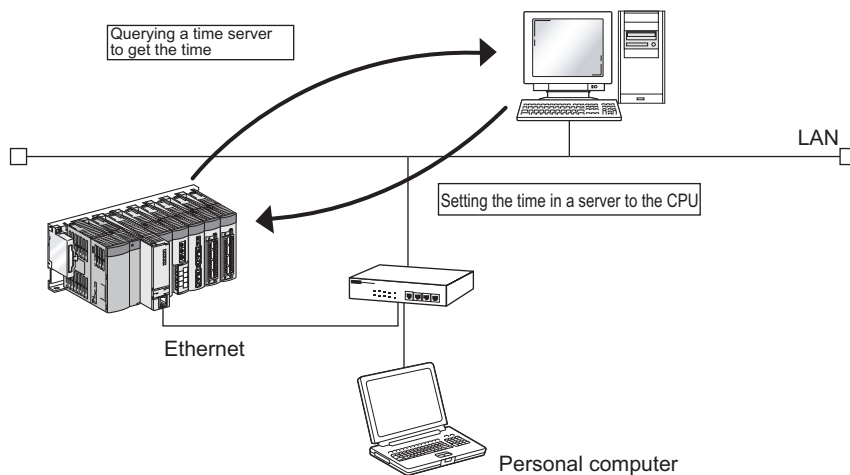 Querying a time server
to get the time
LAN
Setting the time in a server to the CPU
Ethernet
Personal computer